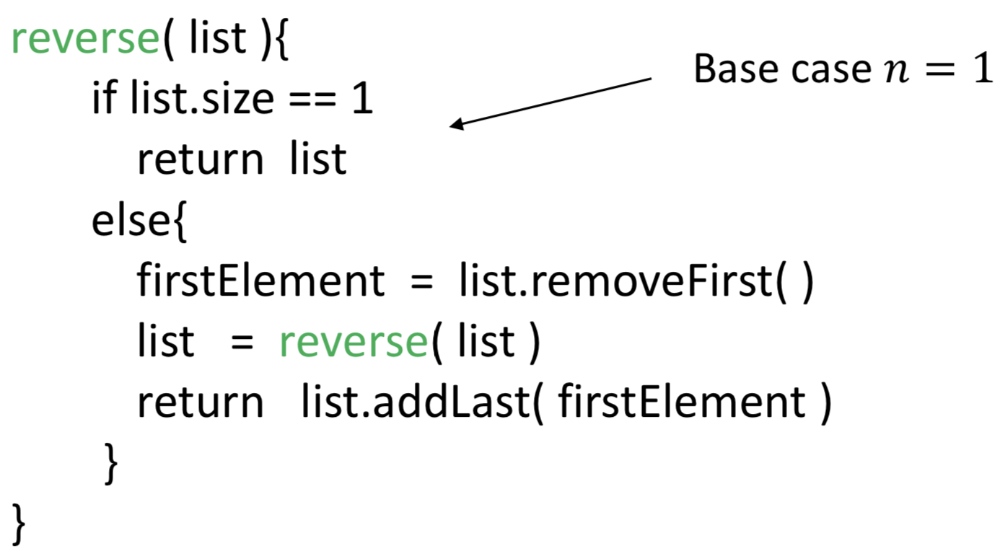 reverse( list ){
if list.size == 1
return list
else{
firstElement = list.removeFirst( )
list = reverse( list )
return list.addLast( firstElement )
}
}
Base case n = 1